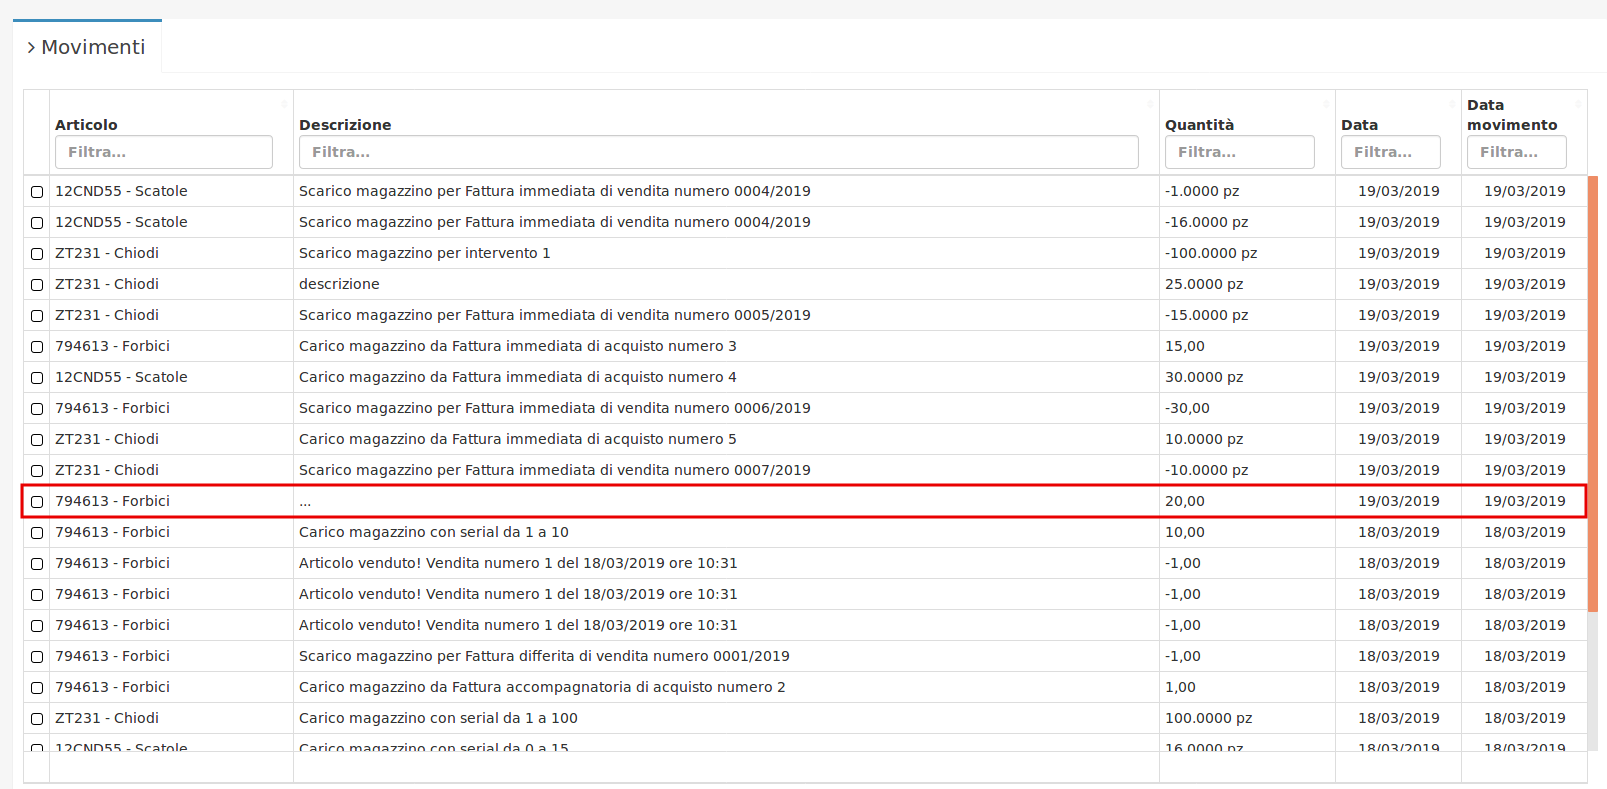 Movimenti
Articolo Descrizione Quantità Data Data movimento
Filtra... Filtra... Filtra... Filtra... Filtra...
12CND55 - Scatole Scarico magazzino per Fattura immediata di vendita numero 0004/2019 -1.0000 pz 19/03/2019 19/03/2019
12CND55 - Scatole Scarico magazzino per Fattura immediata di vendita numero 0004/2019 -16.0000 pz 19/03/2019 19/03/2019
ZT231 - Chiodi Scarico magazzino per intervento 1 -100.0000 pz 19/03/2019 19/03/2019
ZT231 - Chiodi descrizione 25.0000 pz 19/03/2019 19/03/2019
ZT231 - Chiodi Scarico magazzino per Fattura immediata di vendita numero 0005/2019 -15.0000 pz 19/03/2019 19/03/2019
794613 - Forbici Carico magazzino da Fattura immediata di acquisto numero 3 15,00 19/03/2019 19/03/2019
12CND55 - Scatole Carico magazzino da Fattura immediata di acquisto numero 4 30.0000 pz 19/03/2019 19/03/2019
794613 - Forbici Scarico magazzino per Fattura immediata di vendita numero 0006/2019 -30,00 19/03/2019 19/03/2019
ZT231 - Chiodi Carico magazzino da Fattura immediata di acquisto numero 5 10.0000 pz 19/03/2019 19/03/2019
ZT231 - Chiodi Scarico magazzino per Fattura immediata di vendita numero 0007/2019 -10.0000 pz 19/03/2019 19/03/2019
794613 - Forbici ... 20,00 19/03/2019 19/03/2019
794613 - Forbici Carico magazzino con serial da 1 a 10 10,00 18/03/2019 18/03/2019
794613 - Forbici Articolo venduto! Vendita numero 1 del 18/03/2019 ore 10:31 -1,00 18/03/2019 18/03/2019
794613 - Forbici Articolo venduto! Vendita numero 1 del 18/03/2019 ore 10:31 -1,00 18/03/2019 18/03/2019
794613 - Forbici Articolo venduto! Vendita numero 1 del 18/03/2019 ore 10:31 -1,00 18/03/2019 18/03/2019
794613 - Forbici Scarico magazzino per Fattura differita di vendita numero 0001/2019 -1,00 18/03/2019 18/03/2019
794613 - Forbici Carico magazzino da Fattura accompagnatoria di acquisto numero 2 1,00 18/03/2019 18/03/2019
ZT231 - Chiodi Carico magazzino con serial da 1 a 100 100.0000 pz 18/03/2019 18/03/2019
12CND55 - Scatole Carico magazzino con serial da 0 a 15 16.0000 pz 18/03/2019 18/03/2019